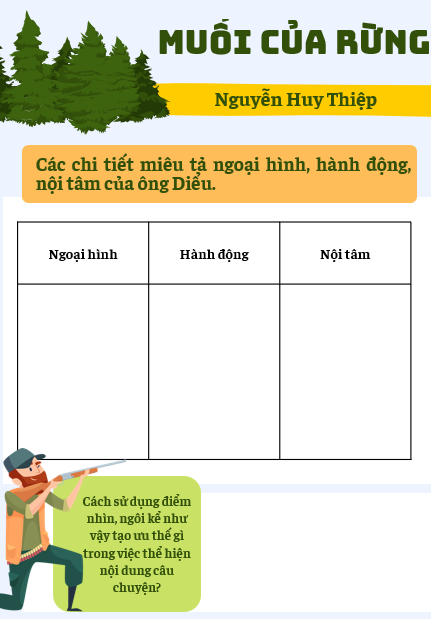 MUỐI CỦA RỪNG
Nguyễn Huy Thiệp
Các chi tiết miêu tả ngoại hình, hành động,
nội tâm của ông Diểu.
Ngoại hình
Hành động
Nội tâm
Cách sử dụng điểm
nhìn, ngôi kể như
vậy tạo ưu thế gì
trong việc thể hiện
nội dung câu
chuyện?